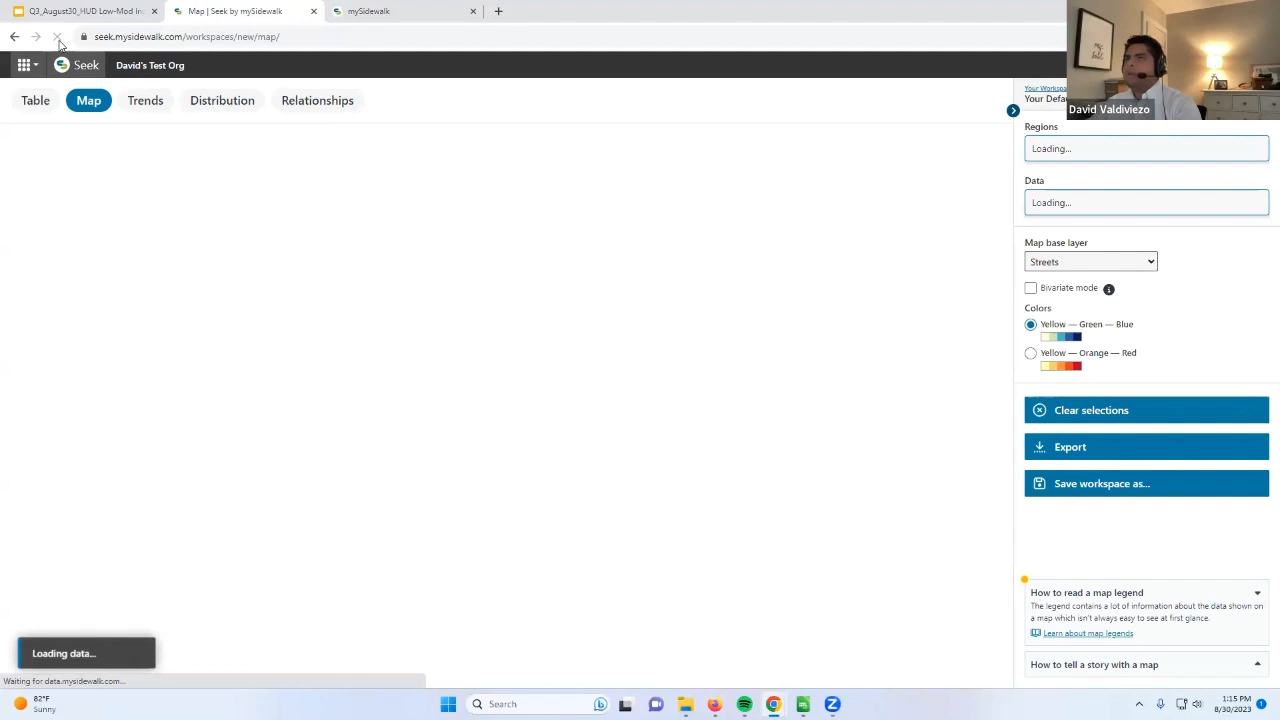 Q3_August30_HUD Low-Mod in
Map | Seek by mySidewalk
mySidewalk
seek.mysidewalk.com/workspaces/new/map/
Seek
David's Test Org
Table
Map
Trends
Distribution
Relationships
David Valdiviezo
Your Workspa
Your Defa
Regions
Loading...
Data
Loading...
Map base layer
Streets
Bivariate mode
Colors
Yellow — Green — Blue
Yellow — Orange — Red
Clear selections
Export
Save workspace as...
How to read a map legend
The legend contains a lot of information about the data shown on
a map which isn't always easy to see at first glance.
Learn about map legends
How to tell a story with a map
Loading data...
Waiting for data.mysidewalk.com...
82°F
Sunny
Search
1:15 PM
8/30/2023